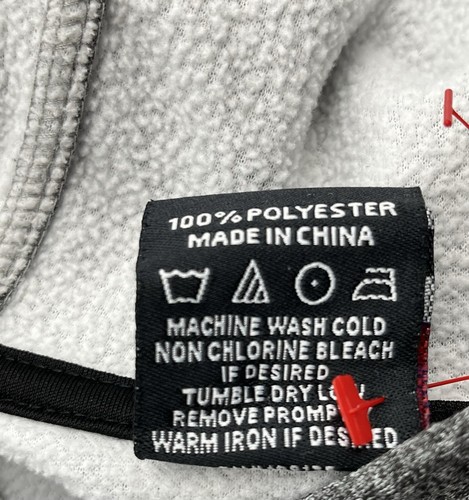 100% POLYESTER
MADE IN CHINA
MACHINE WASH COLD
NON CHLORINE BLEACH
IF DESIRED
TUMBLE DRY
REMOVE
WARM IRON IF